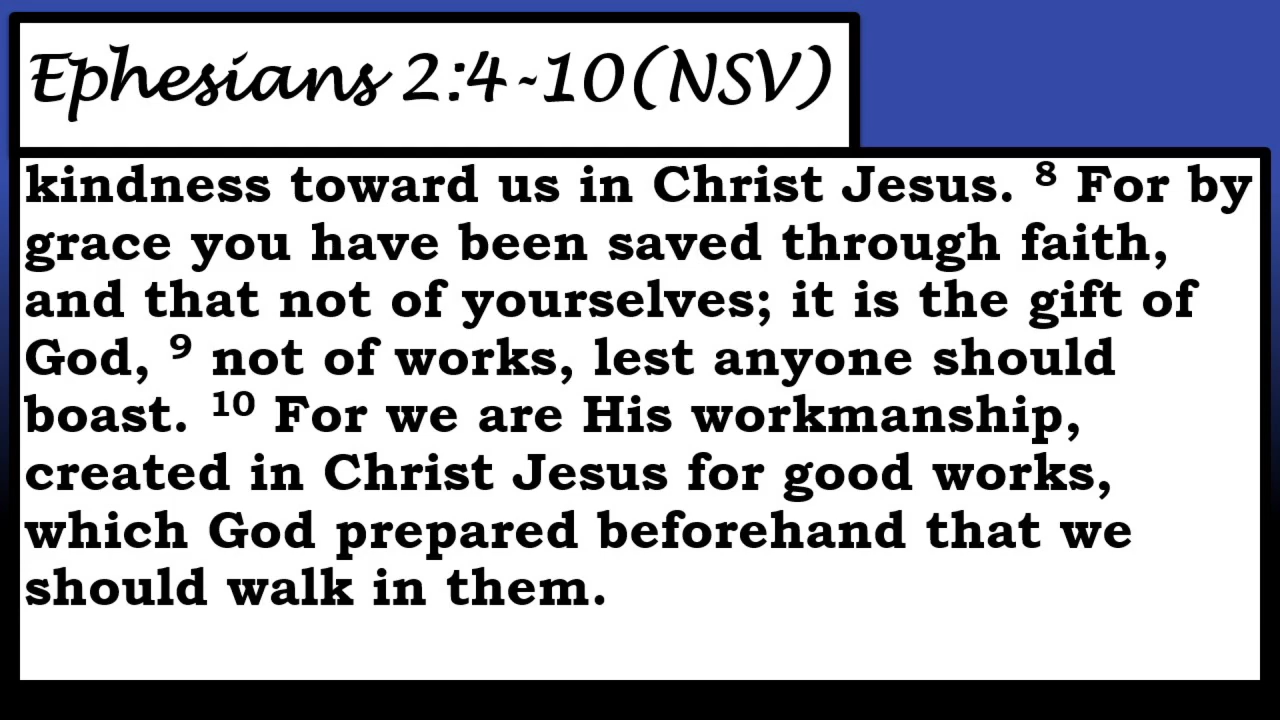 Ephesians 2:4-10(NSV)
kindness toward us in Christ Jesus. ⁸ For by
grace you have been saved through faith,
and that not of yourselves; it is the gift of
God, ⁹ not of works, lest anyone should
boast. ¹⁰ For we are His workmanship,
created in Christ Jesus for good works,
which God prepared beforehand that we
should walk in them.